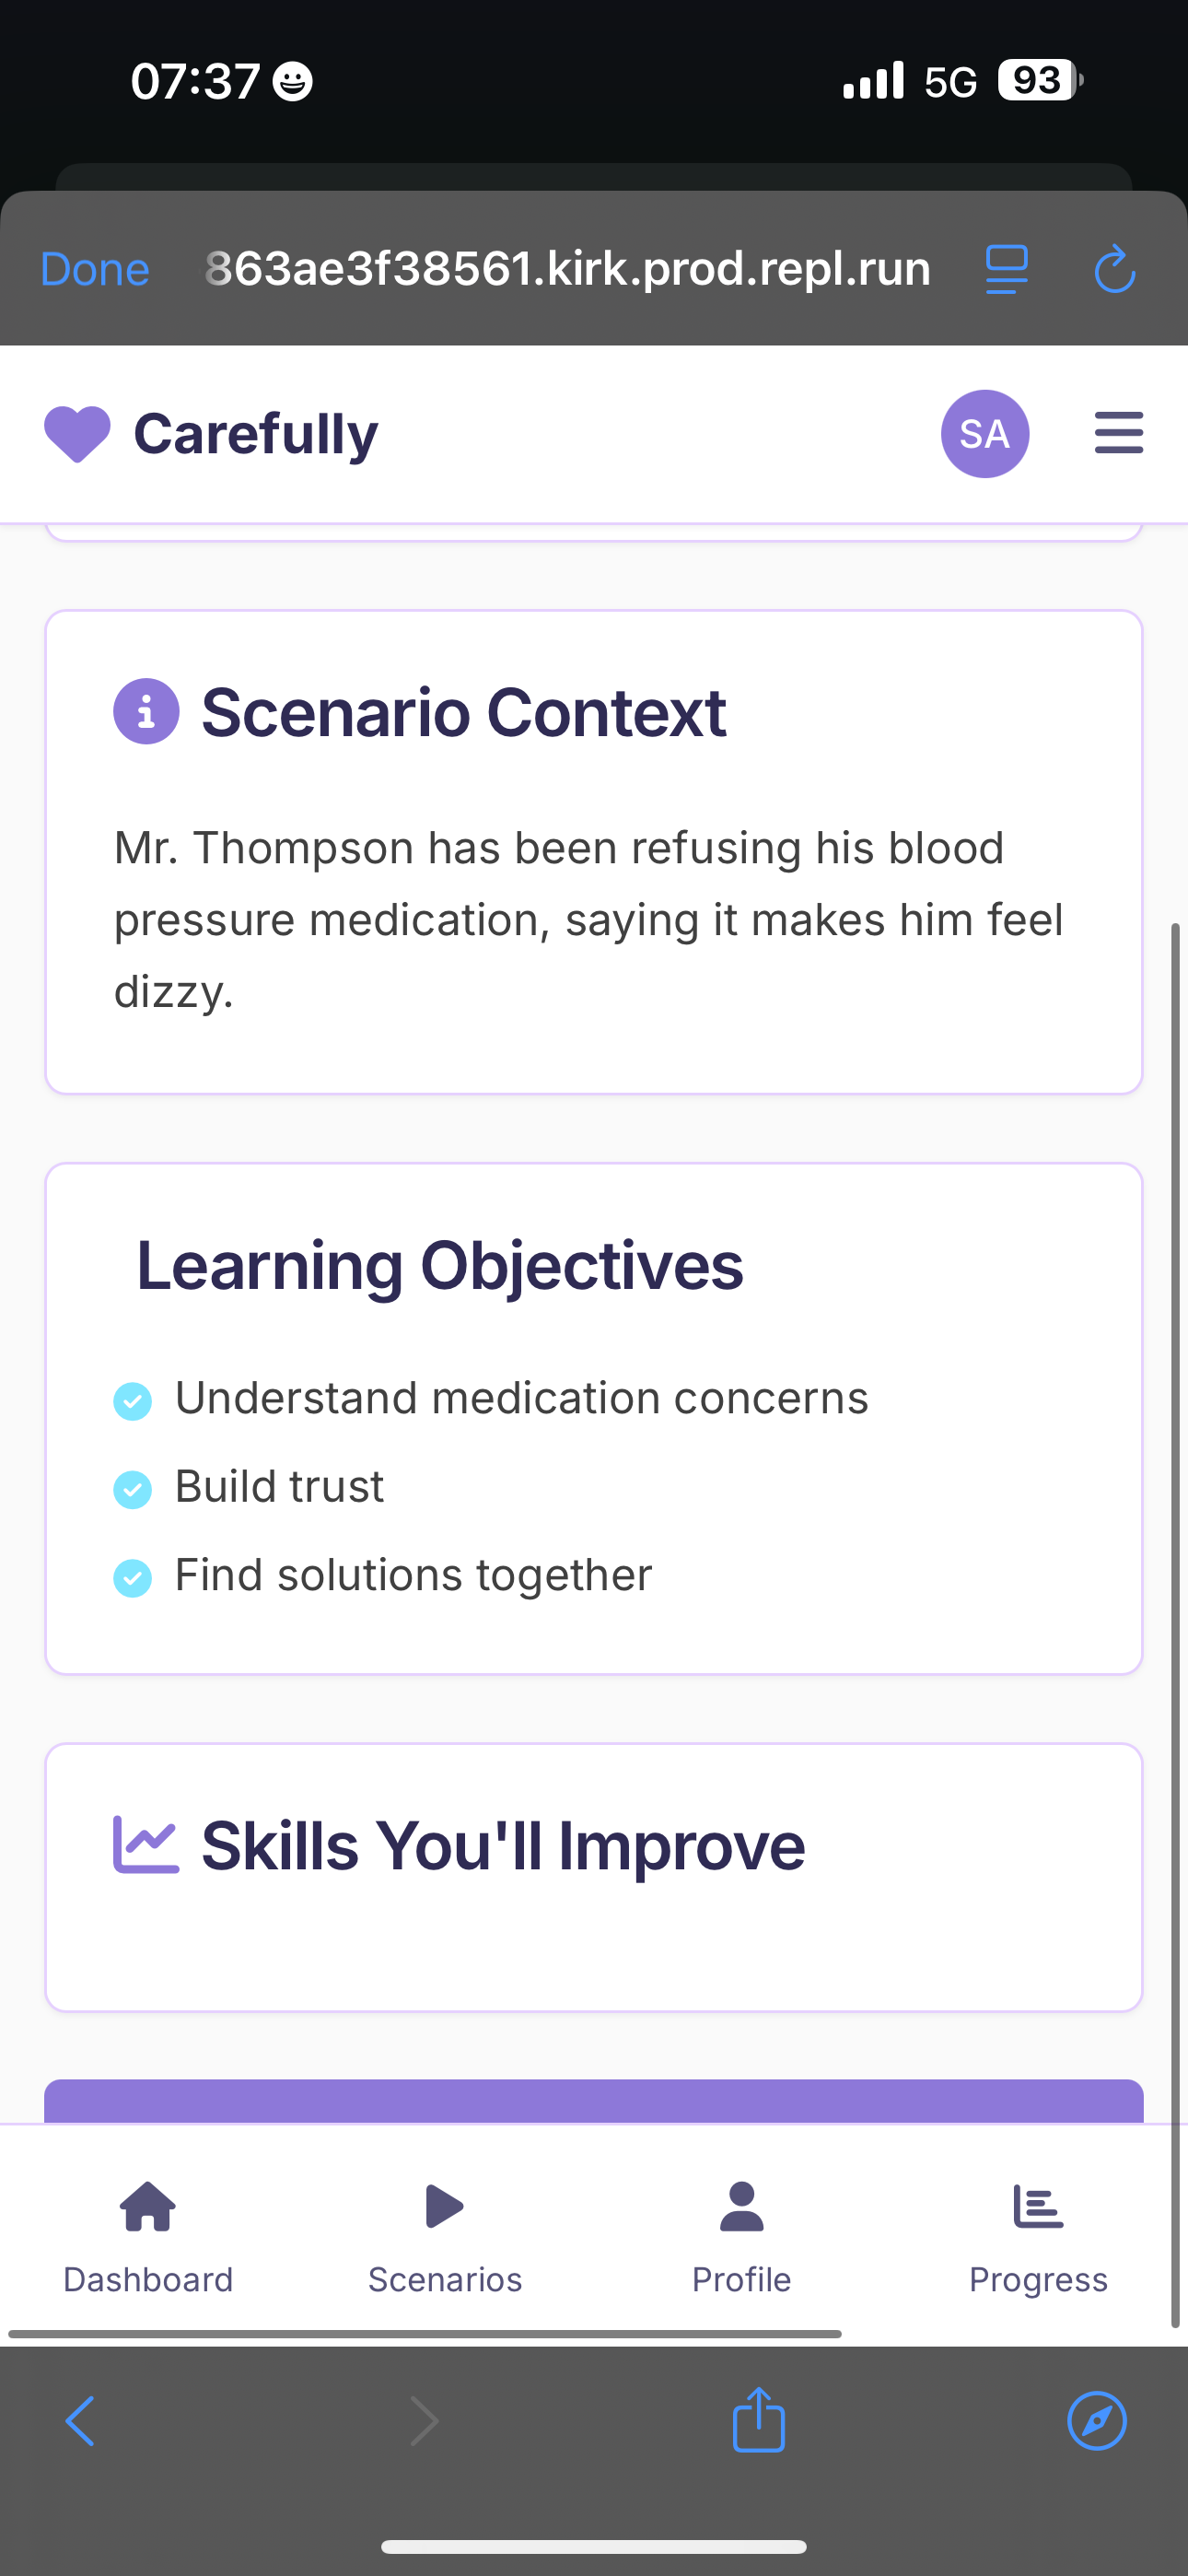 07:37
5G
93
Done
863ae3f38561.kirk.prod.repl.run
Carefully
SA
Scenario Context
Mr. Thompson has been refusing his blood
pressure medication, saying it makes him feel
dizzy.
Learning Objectives
Understand medication concerns
Build trust
Find solutions together
Skills You'll Improve
Dashboard
Scenarios
Profile
Progress